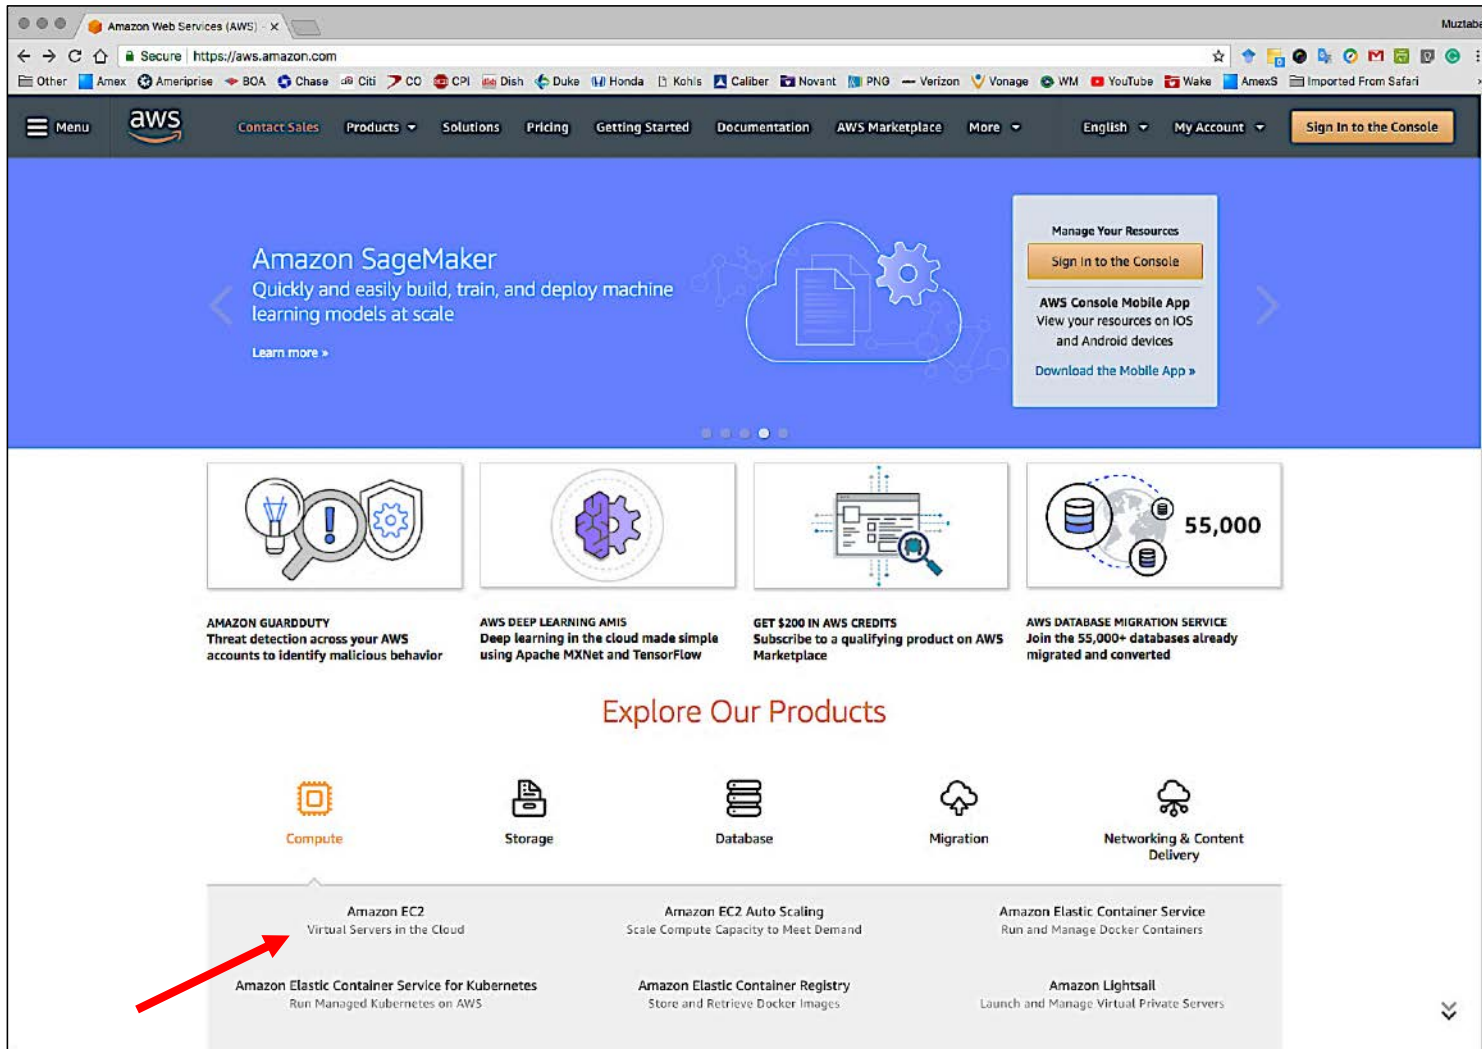 Amazon Web Services (AWS) - ×
Muztaba
Secure | https://aws.amazon.com
Other Amex Ameriprise BOA Chase Citi CO CPI Dish Duke Honda Kohls Caliber Novant PNG Verizon Vonage WM YouTube Wake AmexS Imported From Safari
Menu aws Contact Sales Products Solutions Pricing Getting Started Documentation AWS Marketplace More English My Account Sign In to the Console
Amazon SageMaker
Quickly and easily build, train, and deploy machine
learning models at scale
Learn more »
Manage Your Resources
Sign In to the Console
AWS Console Mobile App
View your resources on iOS
and Android devices
Download the Mobile App »
55,000
AMAZON GUARDDUTY
Threat detection across your AWS
accounts to identify malicious behavior
AWS DEEP LEARNING AMIS
Deep learning in the cloud made simple
using Apache MXNet and TensorFlow
GET $200 IN AWS CREDITS
Subscribe to a qualifying product on AWS
Marketplace
AWS DATABASE MIGRATION SERVICE
Join the 55,000+ databases already
migrated and converted
Explore Our Products
Compute
Storage
Database
Migration
Networking & Content
Delivery
Amazon EC2
Virtual Servers in the Cloud
Amazon EC2 Auto Scaling
Scale Compute Capacity to Meet Demand
Amazon Elastic Container Service
Run and Manage Docker Containers
Amazon Elastic Container Service for Kubernetes
Run Managed Kubernetes on AWS
Amazon Elastic Container Registry
Store and Retrieve Docker Images
Amazon Lightsail
Launch and Manage Virtual Private Servers